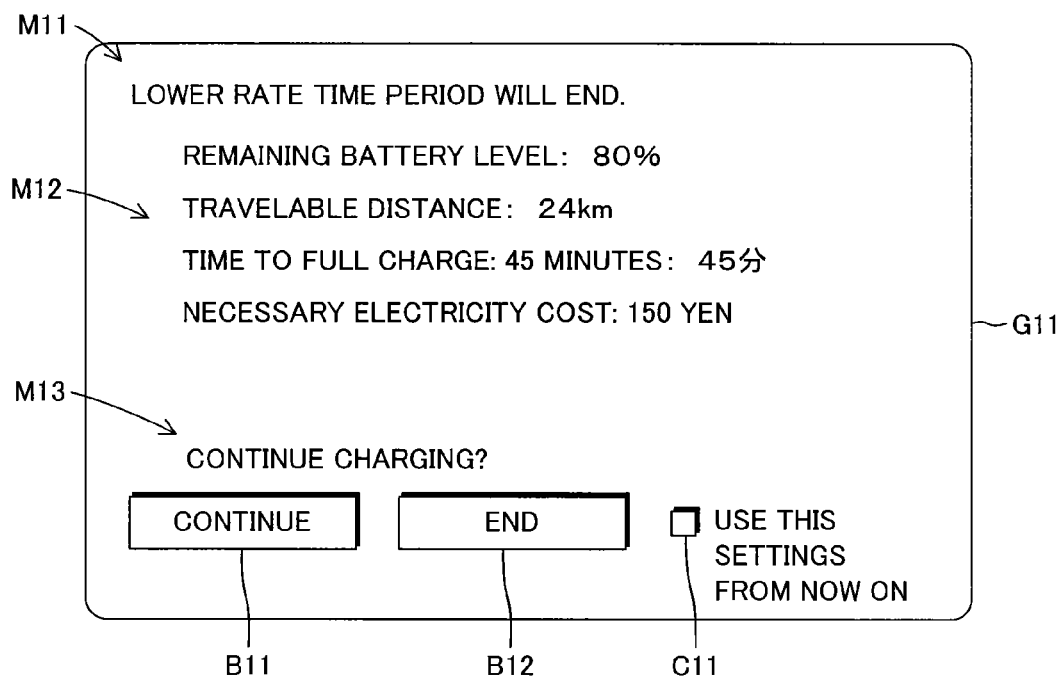 M11
LOWER RATE TIME PERIOD WILL END.
REMAINING BATTERY LEVEL: 80%
M12
TRAVELABLE DISTANCE: 24km
TIME TO FULL CHARGE: 45 MINUTES: 45分
NECESSARY ELECTRICITY COST: 150 YEN
G11
M13
CONTINUE CHARGING?
CONTINUE
END
USE THIS
SETTINGS
FROM NOW ON
B11
B12
C11